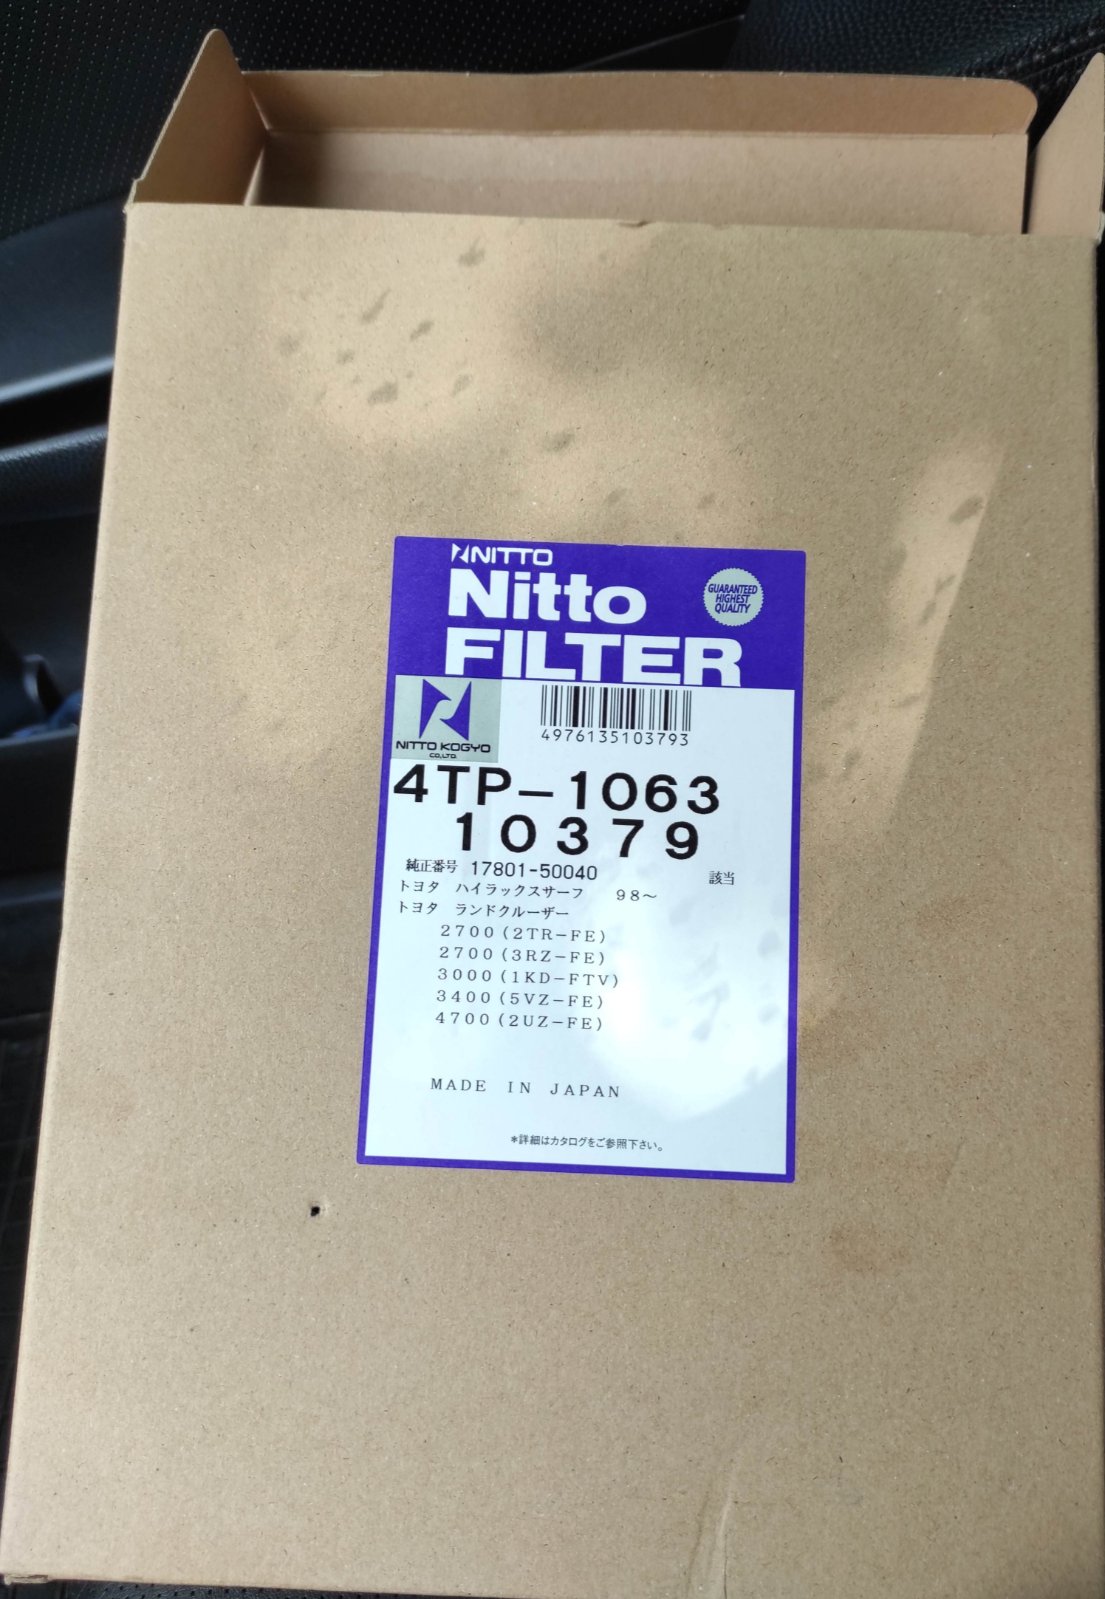 NITTO
Nitto
FILTER
GUARANTEED
HIGHEST
QUALITY
NITTO KOGYO
CO.,LTD.
4976135103793
4TP-1063
10379
純正番号 17801-50040 該当
トヨタ ハイラックスサーフ 98～
トヨタ ランドクルーザー
2700(2TR-FE)
2700(3RZ-FE)
3000(1KD-FTV)
3400(5VZ-FE)
4700(2UZ-FE)
MADE IN JAPAN
*詳細はカタログをご参照下さい。